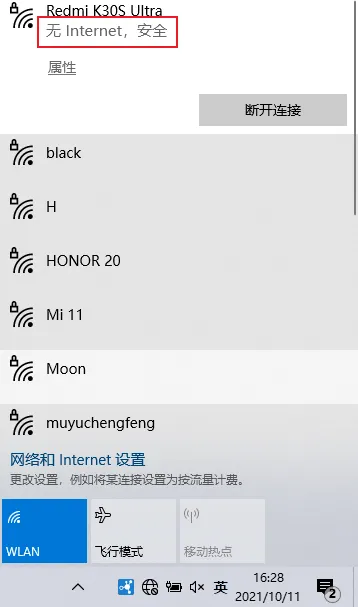 Redmi K30S Ultra
无 Internet，安全
属性
断开连接
black
H
HONOR 20
Mi 11
Moon
muyuchengfeng
网络和 Internet 设置
更改设置，例如将某连接设置为按流量计费。
WLAN
飞行模式
移动热点
英
16:28
2021/10/11
2